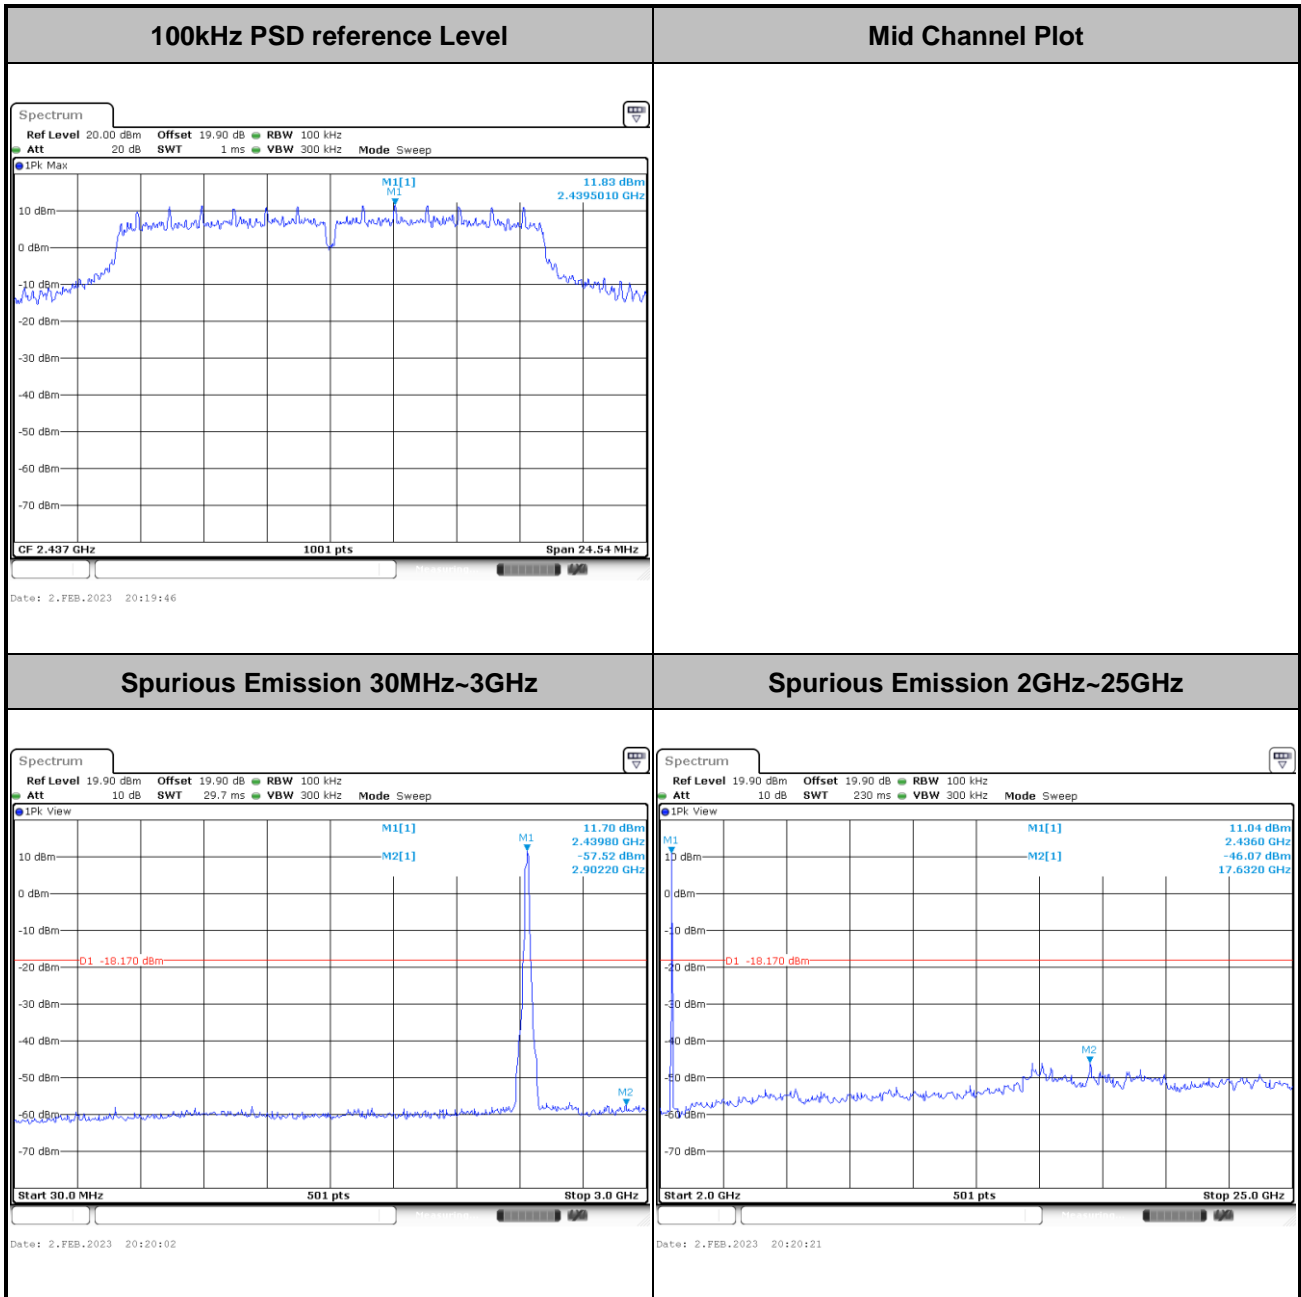 100kHz PSD reference Level
Mid Channel Plot
Spectrum
Ref Level 20.00 dBm Offset 19.90 dB RBW 100 kHz
Att 20 dB SWT 1 ms VBW 300 kHz Mode Sweep
1Pk Max
M1[1] 11.83 dBm
2.4395010 GHz
M1
10 dBm
0 dBm
-10 dBm
-20 dBm
-30 dBm
-40 dBm
-50 dBm
-60 dBm
-70 dBm
CF 2.437 GHz 1001 pts Span 24.54 MHz
Date: 2.FEB.2023 20:19:46
Spurious Emission 30MHz~3GHz
Spurious Emission 2GHz~25GHz
Spectrum
Ref Level 19.90 dBm Offset 19.90 dB RBW 100 kHz
Att 10 dB SWT 29.7 ms VBW 300 kHz Mode Sweep
1Pk View
M1[1] 11.70 dBm
2.43980 GHz
M2[1] -57.52 dBm
2.90220 GHz
M1
10 dBm
0 dBm
-10 dBm
D1 -18.170 dBm
-20 dBm
-30 dBm
-40 dBm
-50 dBm
M2
-60 dBm
-70 dBm
Start 30.0 MHz 501 pts Stop 3.0 GHz
Date: 2.FEB.2023 20:20:02
Spectrum
Ref Level 19.90 dBm Offset 19.90 dB RBW 100 kHz
Att 10 dB SWT 230 ms VBW 300 kHz Mode Sweep
1Pk View
M1[1] 11.04 dBm
2.4360 GHz
M2[1] -46.07 dBm
17.6320 GHz
M1
10 dBm
0 dBm
-10 dBm
D1 -18.170 dBm
-20 dBm
-30 dBm
-40 dBm
M2
-50 dBm
-60 dBm
-70 dBm
Start 2.0 GHz 501 pts Stop 25.0 GHz
Date: 2.FEB.2023 20:20:21